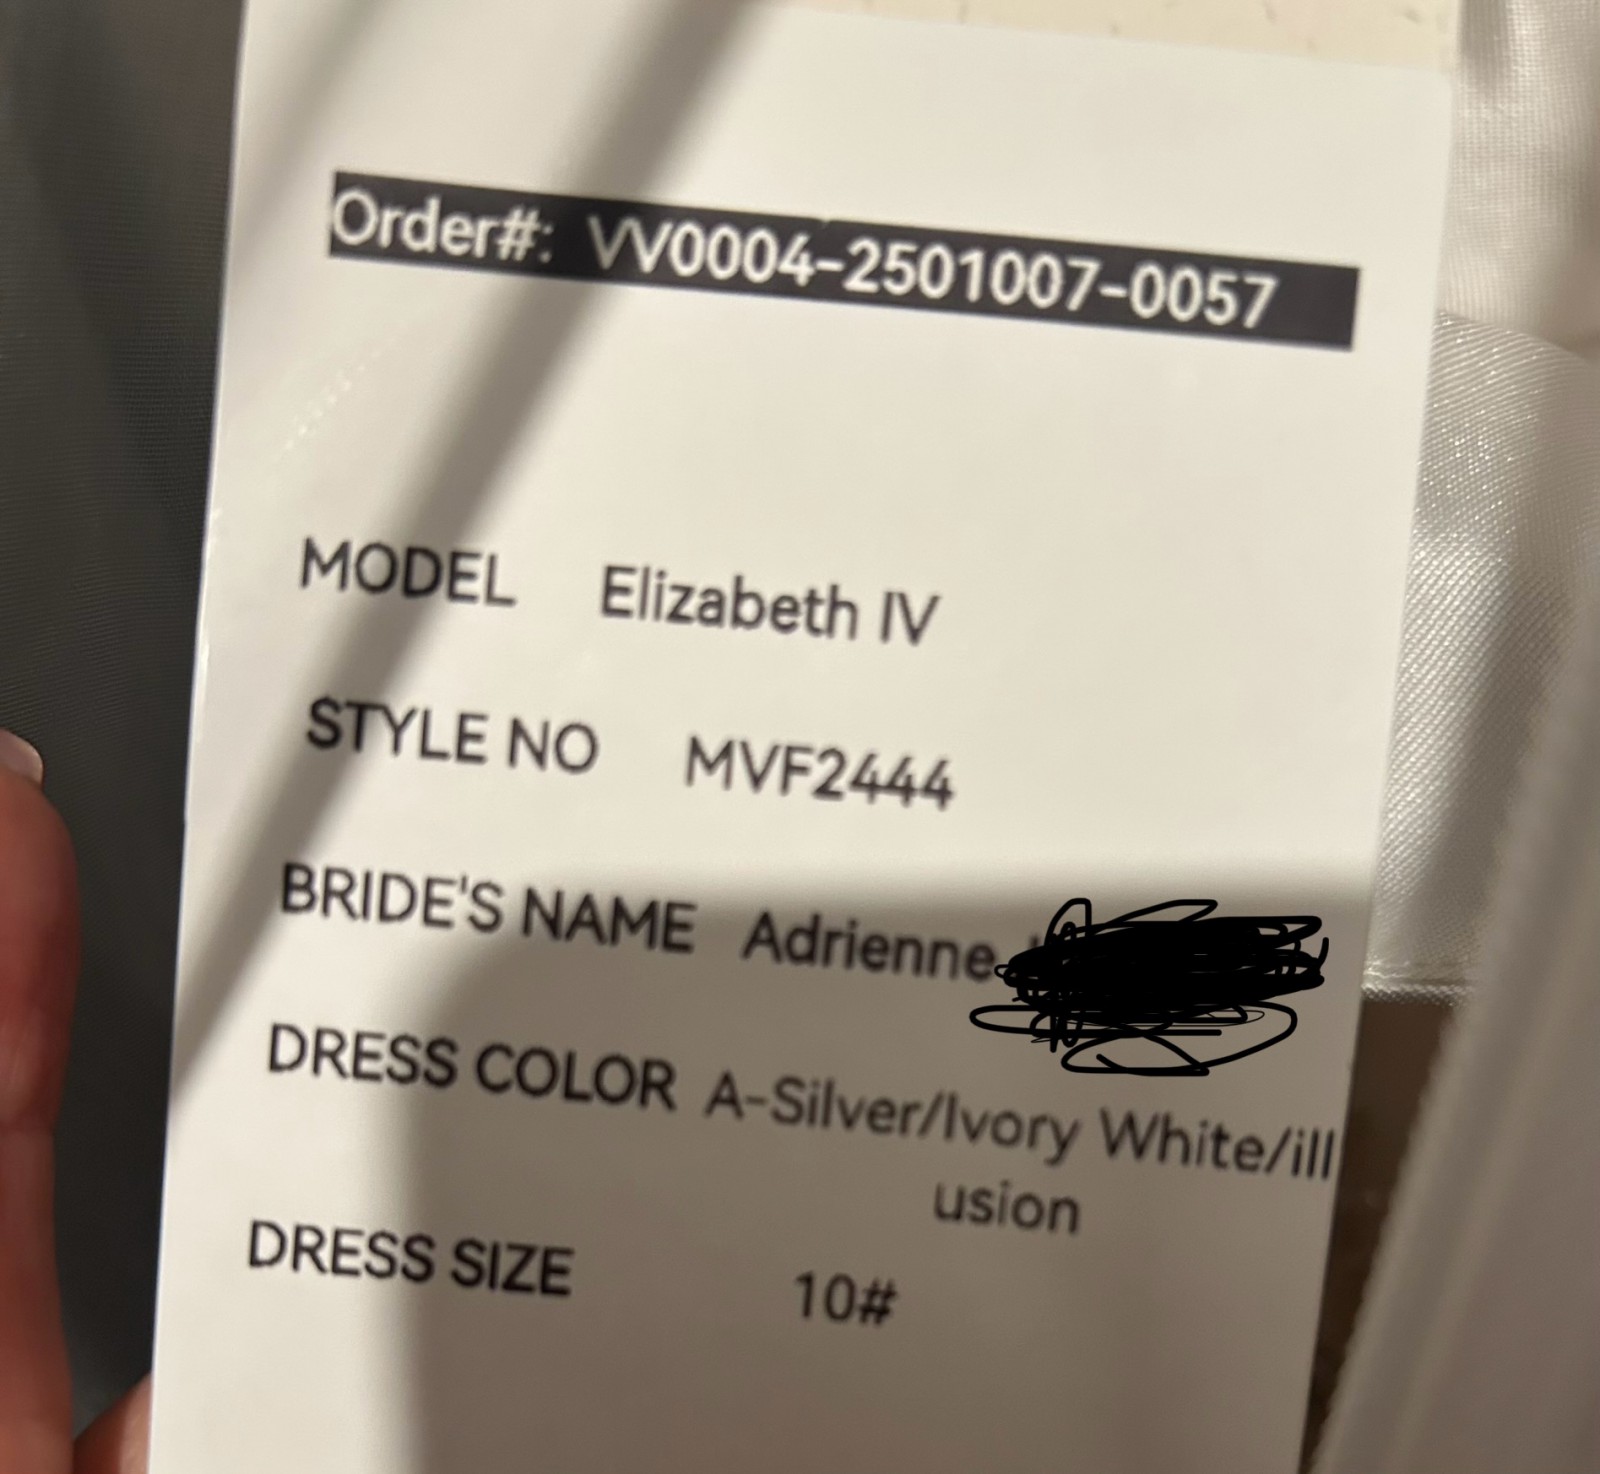 Order#: VV0004-2501007-0057
MODEL Elizabeth IV
STYLE NO MVF2444
BRIDE'S NAME Adrienne
DRESS COLOR A-Silver/Ivory White/ill
usion
DRESS SIZE 10#